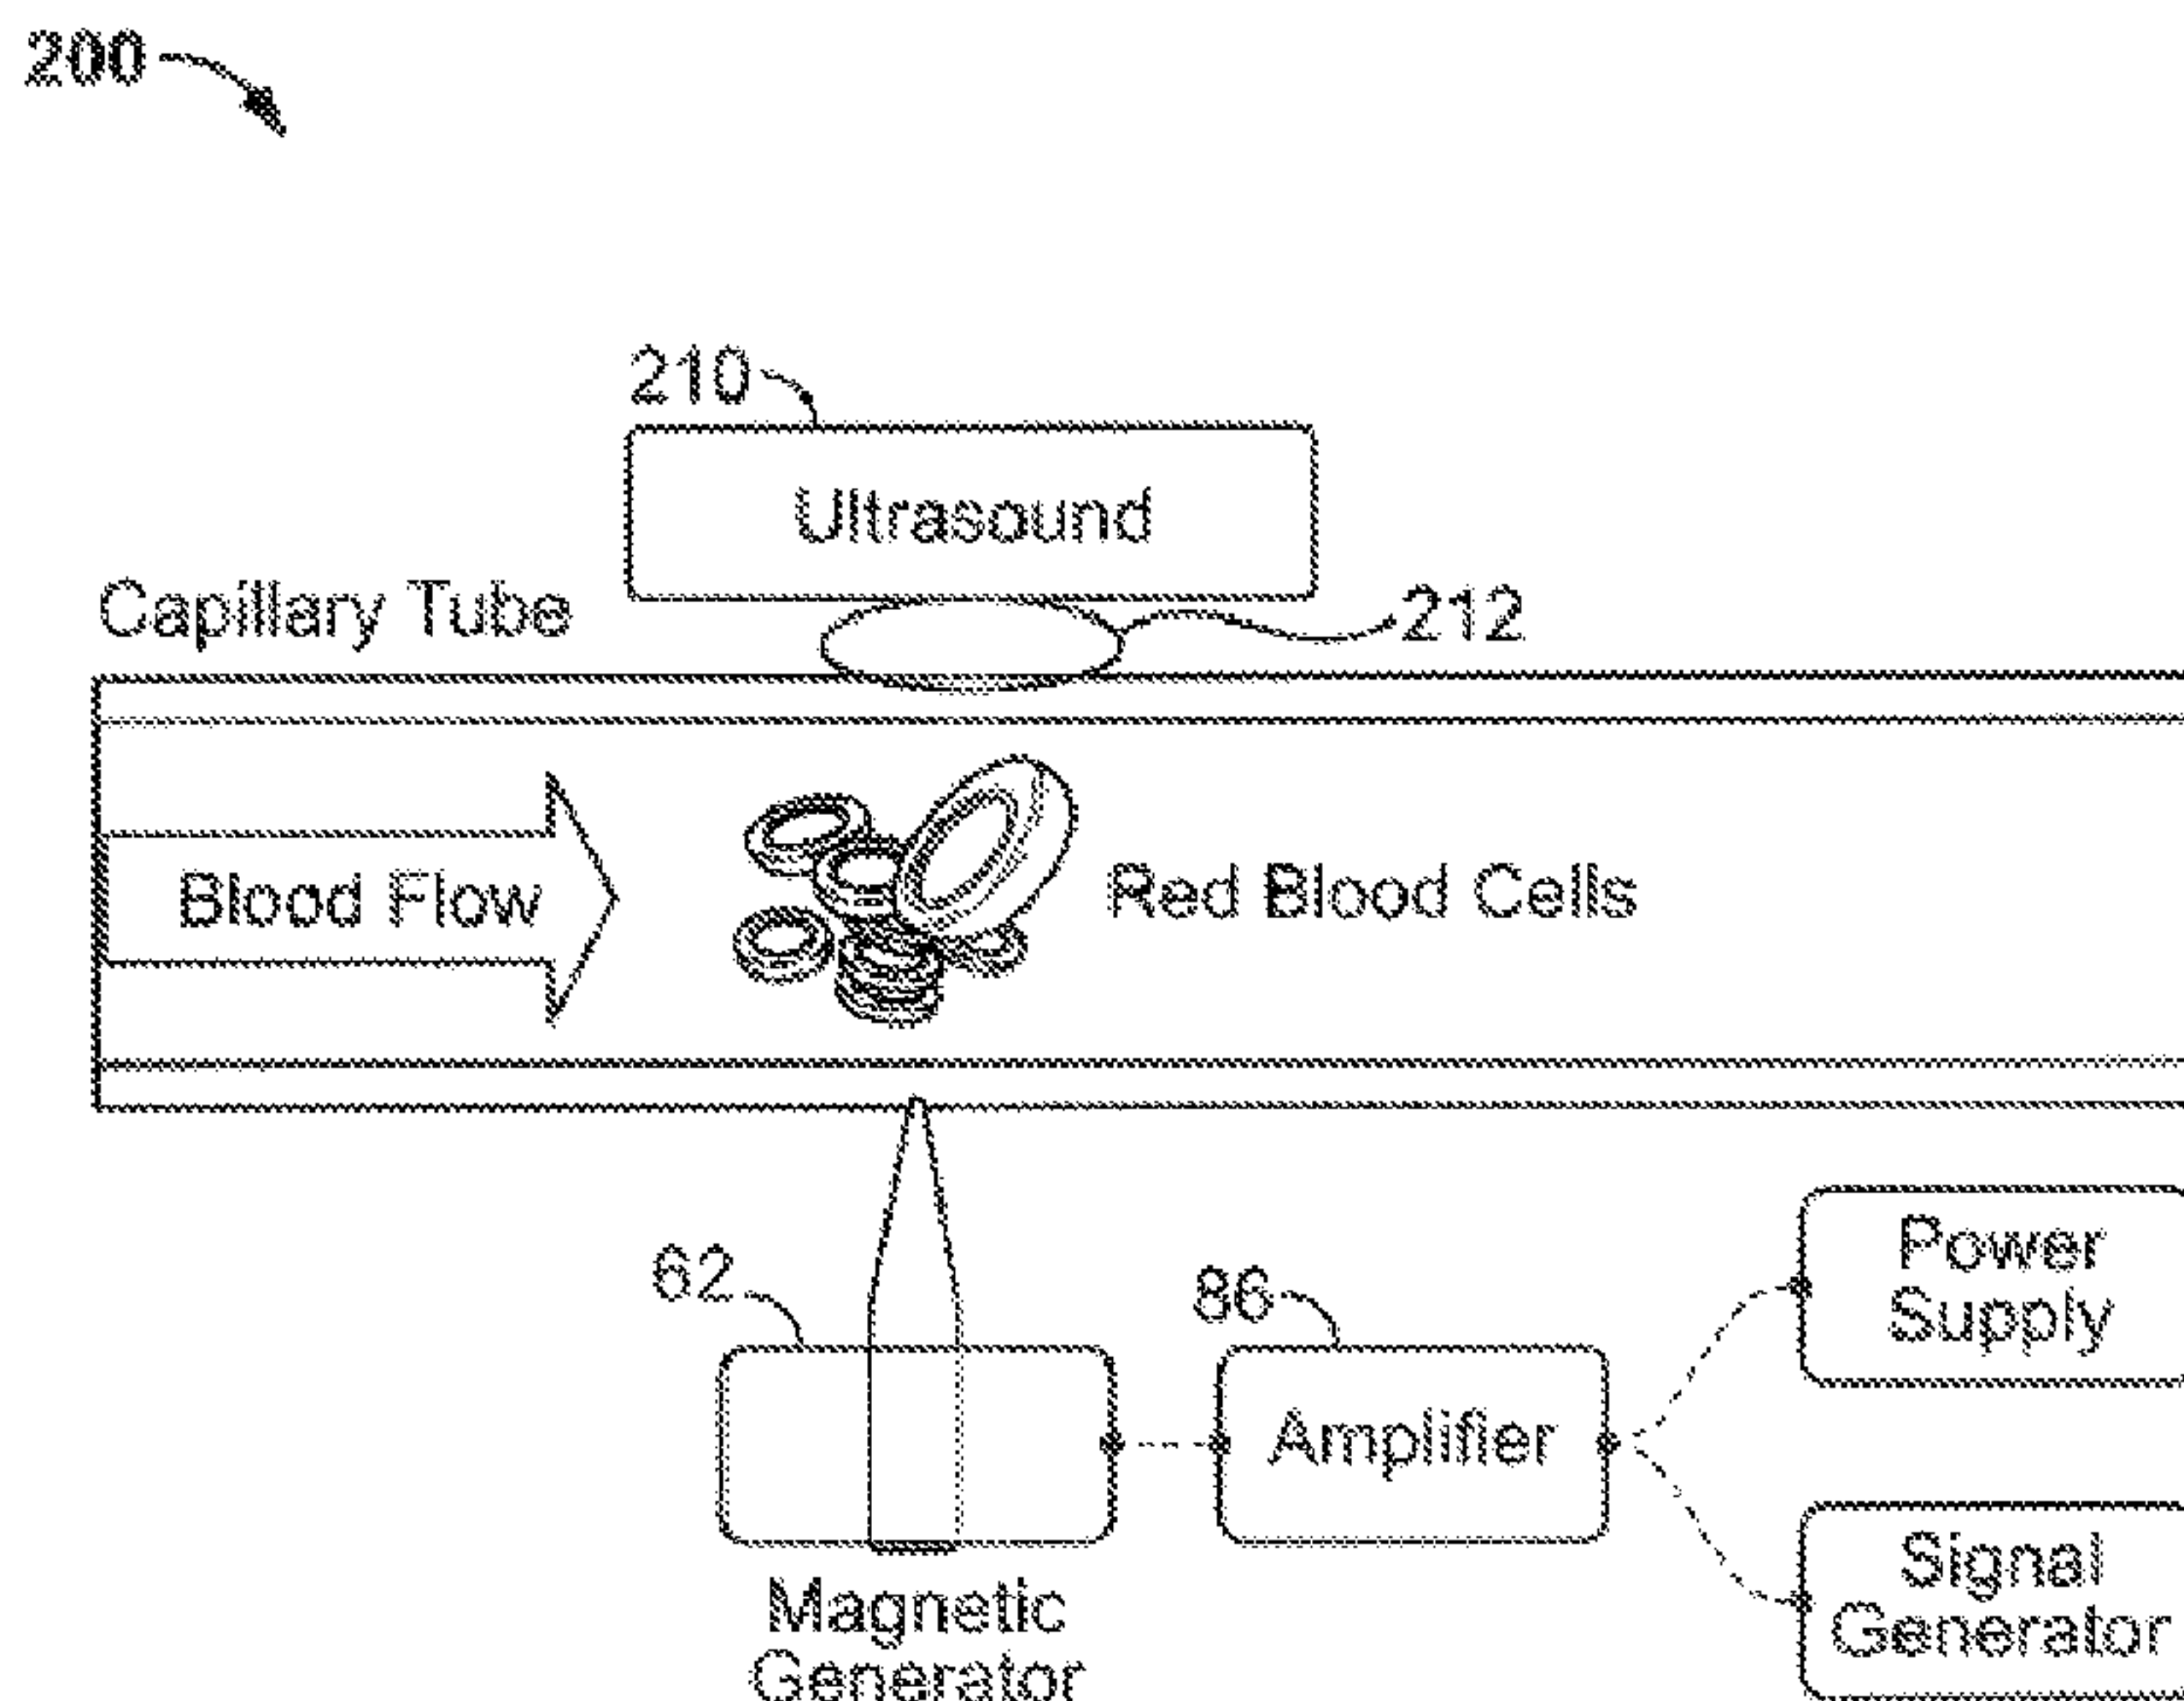 200
210
Ultrasound
Capillary Tube
212
Blood Flow
Red Blood Cells
62
86
Power
Supply
Amplifier
Signal
Generator
Magnetic
Generator